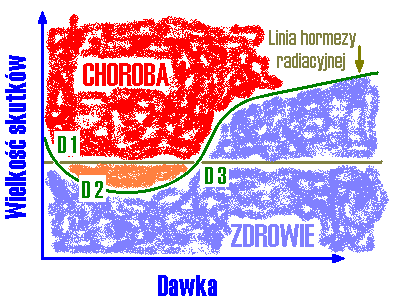 Linia hormezy
radiacyjnej
CHOROBA
D1
D2
D3
ZDROWIE
Wielkość skutków
Dawka